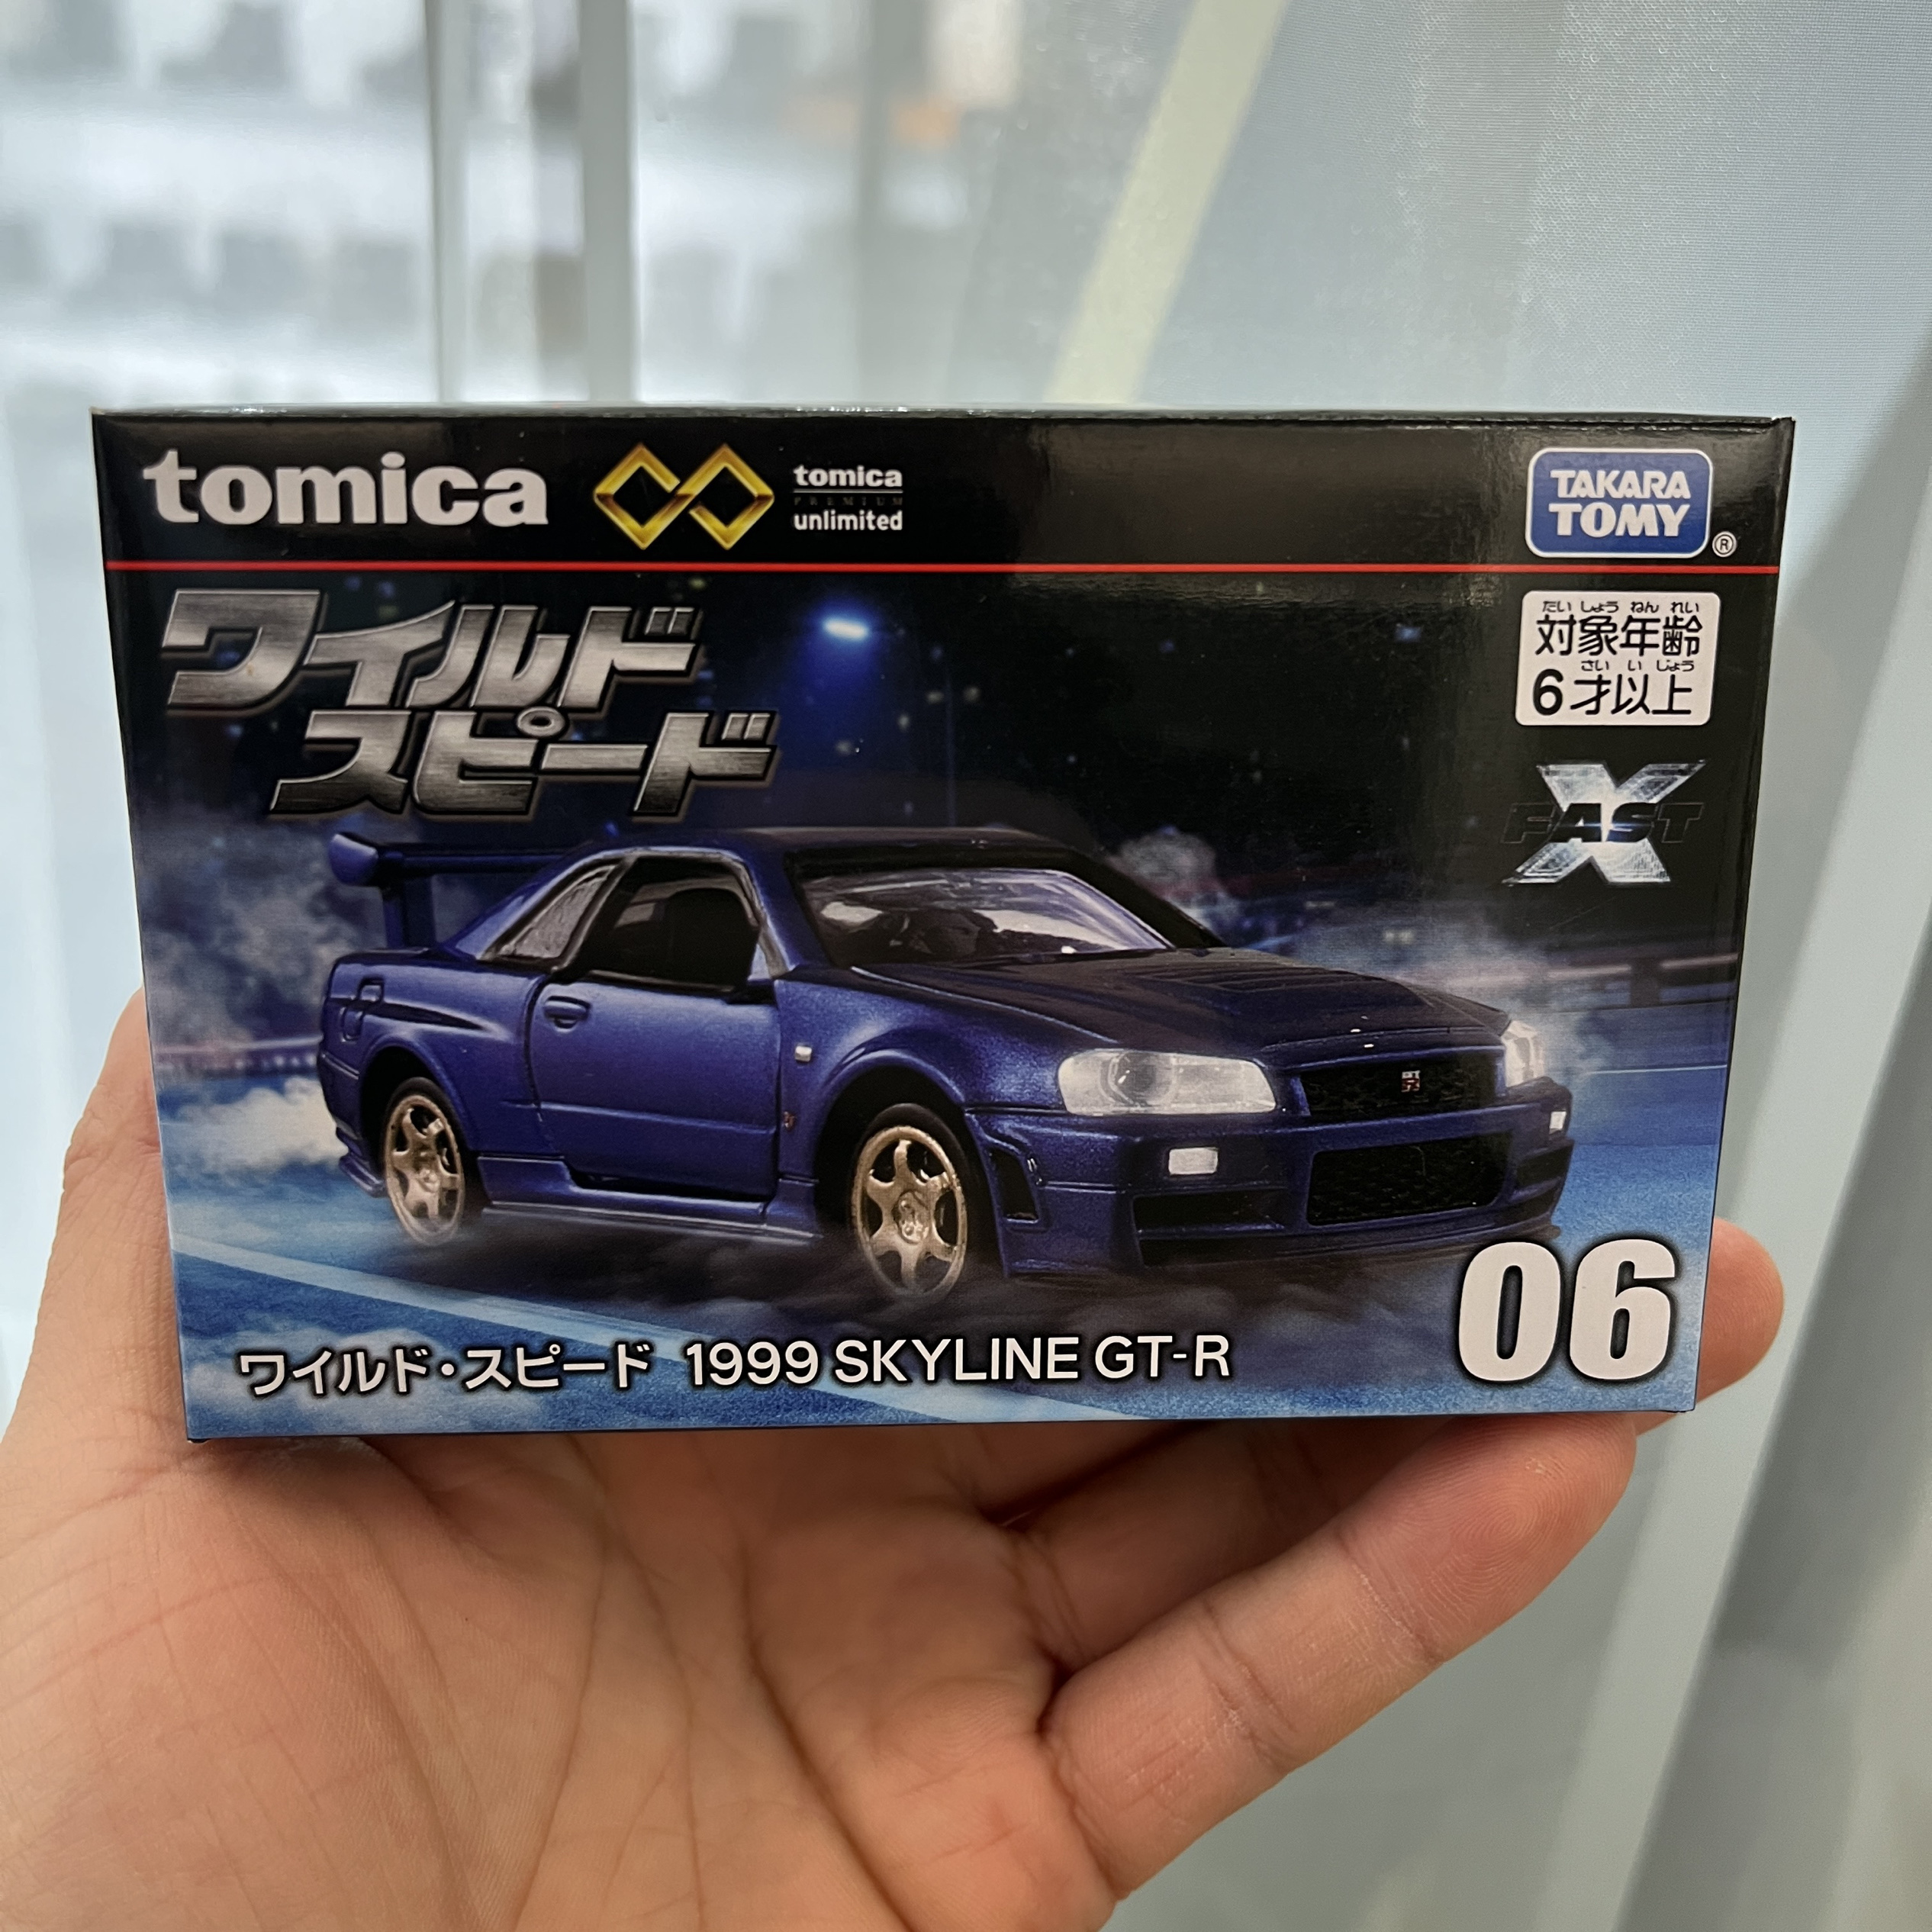 tomica
tomica
PREMIUM
unlimited
TAKARA
TOMY
®
ワイルド
スピード
たいしょうねんれい
対象年齢
さいいじょう
6才以上
FAST X
ワイルド・スピード 1999 SKYLINE GT-R
06